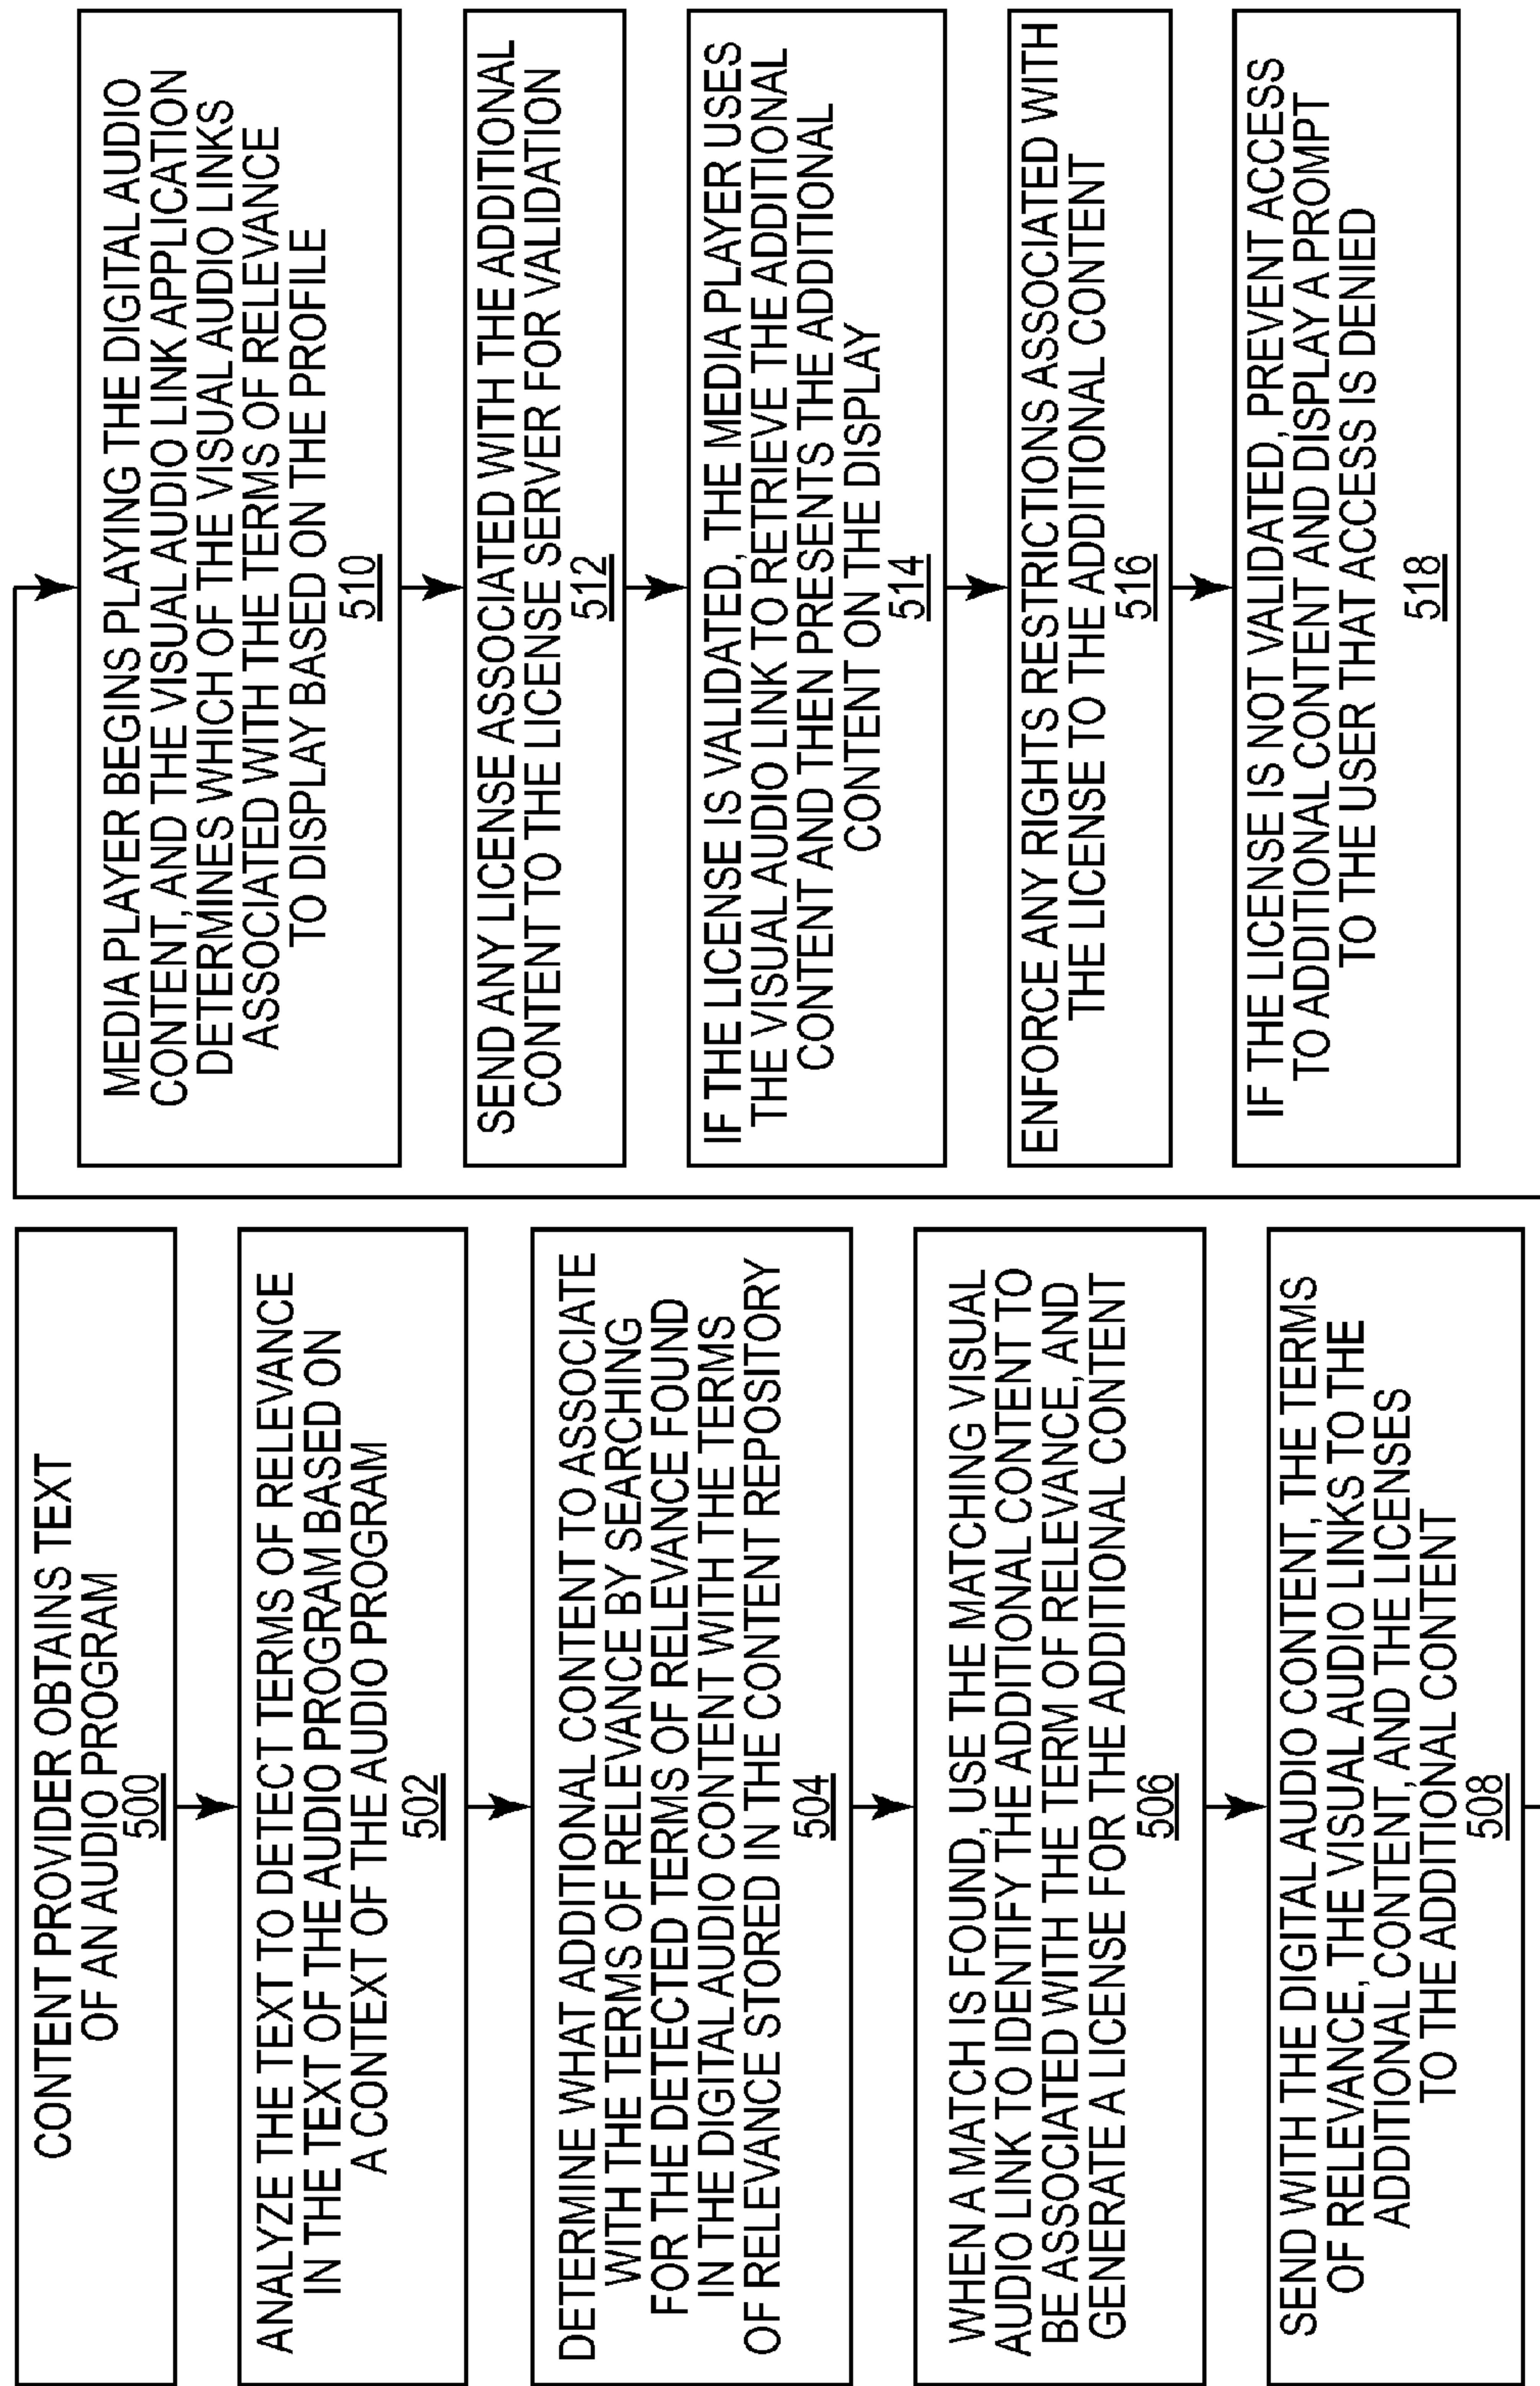 CONTENT PROVIDER OBTAINS TEXT
OF AN AUDIO PROGRAM
500
ANALYZE THE TEXT TO DETECT TERMS OF RELEVANCE
IN THE TEXT OF THE AUDIO PROGRAM BASED ON
A CONTEXT OF THE AUDIO PROGRAM
502
DETERMINE WHAT ADDITIONAL CONTENT TO ASSOCIATE
WITH THE TERMS OF RELEVANCE BY SEARCHING
FOR THE DETECTED TERMS OF RELEVANCE FOUND
IN THE DIGITAL AUDIO CONTENT WITH THE TERMS
OF RELEVANCE STORED IN THE CONTENT REPOSITORY
504
WHEN A MATCH IS FOUND, USE THE MATCHING VISUAL
AUDIO LINK TO IDENTIFY THE ADDITIONAL CONTENT TO
BE ASSOCIATED WITH THE TERM OF RELEVANCE, AND
GENERATE A LICENSE FOR THE ADDITIONAL CONTENT
506
SEND WITH THE DIGITAL AUDIO CONTENT, THE TERMS
OF RELEVANCE, THE VISUAL AUDIO LINKS TO THE
ADDITIONAL CONTENT, AND THE LICENSES
TO THE ADDITIONAL CONTENT
508
MEDIA PLAYER BEGINS PLAYING THE DIGITAL AUDIO
CONTENT, AND THE VISUAL AUDIO LINK APPLICATION
DETERMINES WHICH OF THE VISUAL AUDIO LINKS
ASSOCIATED WITH THE TERMS OF RELEVANCE
TO DISPLAY BASED ON THE PROFILE
510
SEND ANY LICENSE ASSOCIATED WITH THE ADDITIONAL
CONTENT TO THE LICENSE SERVER FOR VALIDATION
512
IF THE LICENSE IS VALIDATED, THE MEDIA PLAYER USES
THE VISUAL AUDIO LINK TO RETRIEVE THE ADDITIONAL
CONTENT AND THEN PRESENTS THE ADDITIONAL
CONTENT ON THE DISPLAY
514
ENFORCE ANY RIGHTS RESTRICTIONS ASSOCIATED WITH
THE LICENSE TO THE ADDITIONAL CONTENT
516
IF THE LICENSE IS NOT VALIDATED, PREVENT ACCESS
TO ADDITIONAL CONTENT AND DISPLAY A PROMPT
TO THE USER THAT ACCESS IS DENIED
518